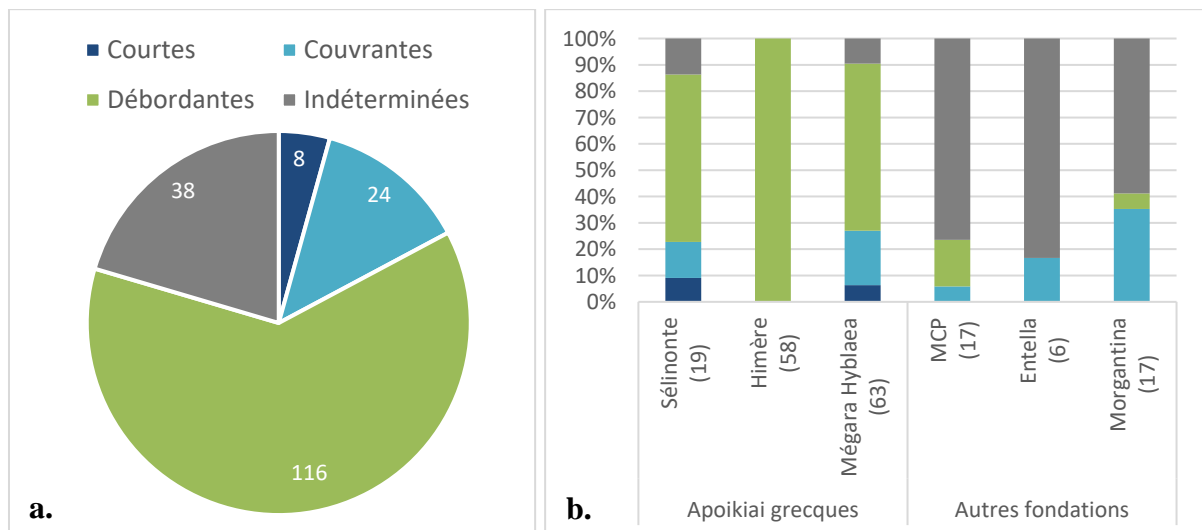 Courtes
Couvrantes
Débordantes
Indéterminées
8
24
38
116
a.
100%
90%
80%
70%
60%
50%
40%
30%
20%
10%
0%
Sélinonte
(19)
Himère
(58)
Mégara Hyblaea
(63)
MCP
(17)
Entella
(6)
Morgantina
(17)
Apoikiai grecques
Autres fondations
b.